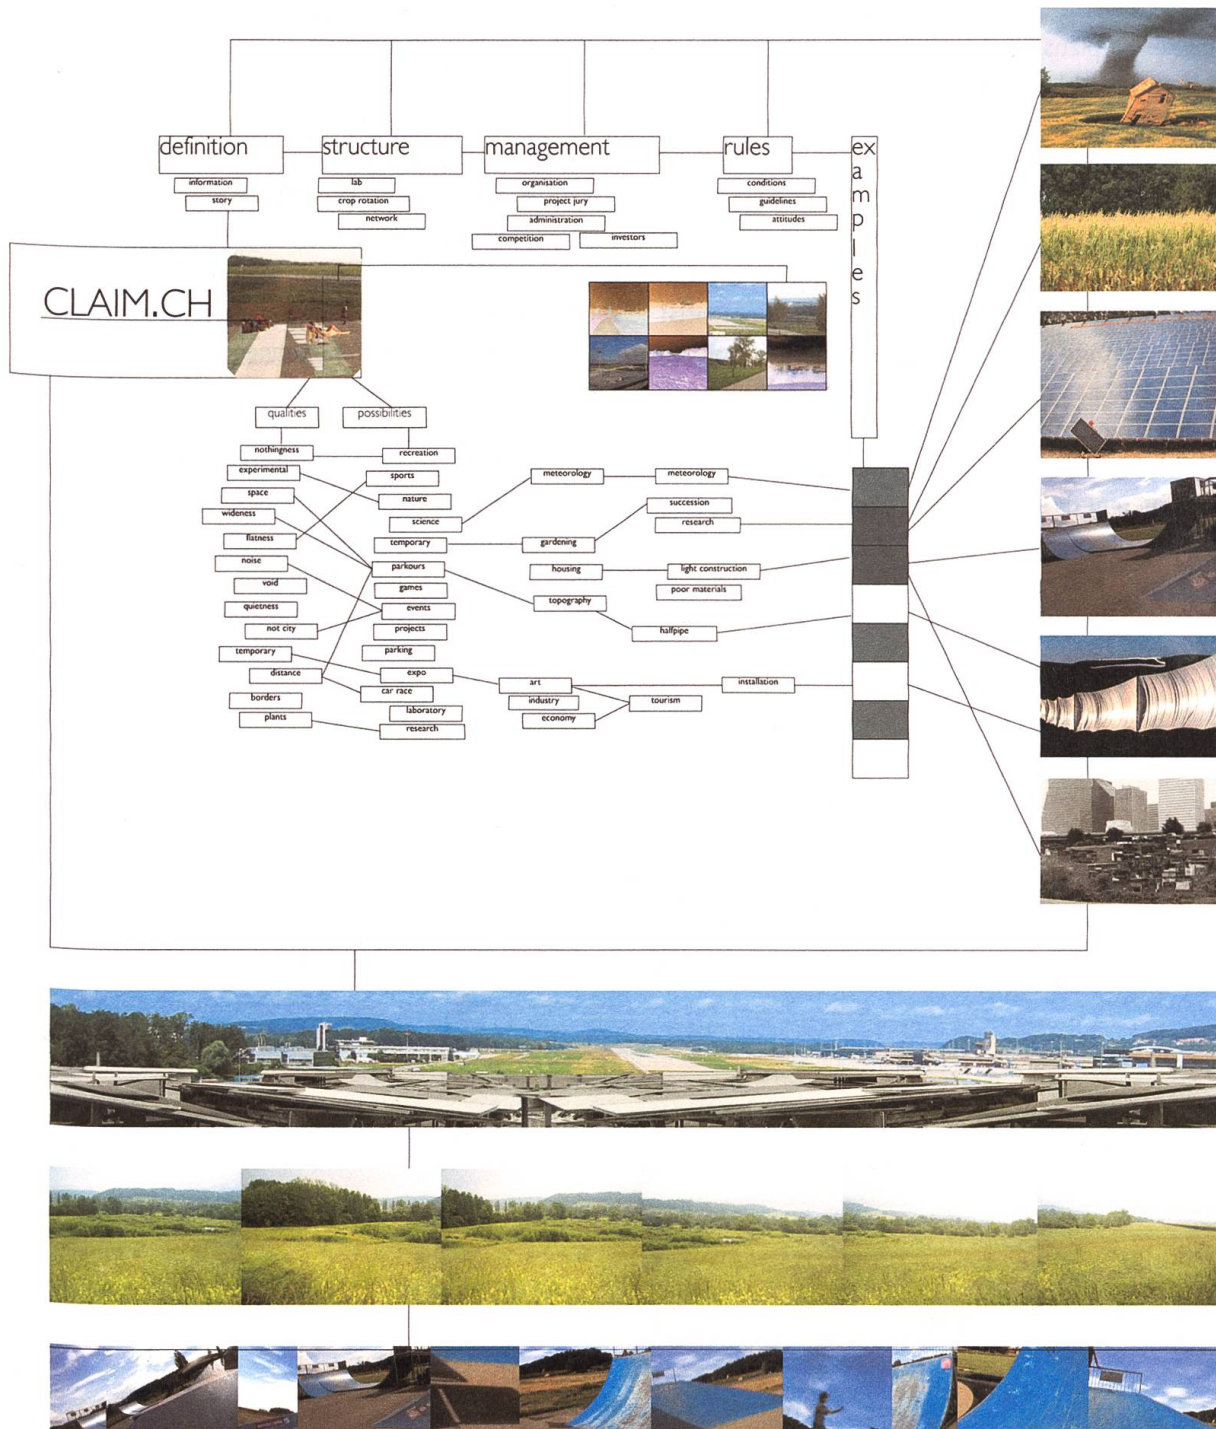 definition
structure
management
rules
examples
information
story
lab
crop rotation
network
organisation
project jury
administration
competition
investors
conditions
guidelines
attitudes
CLAIM.CH
qualities
possibilities
nothingness
recreation
experimental
sports
space
nature
wideness
science
flatness
temporary
noise
parkours
void
games
quietness
events
not city
projects
temporary
parking
distance
expo
borders
car race
plants
laboratory
research
meteorology
meteorology
succession
research
gardening
housing
light construction
poor materials
topography
halfpipe
art
installation
industry
tourism
economy